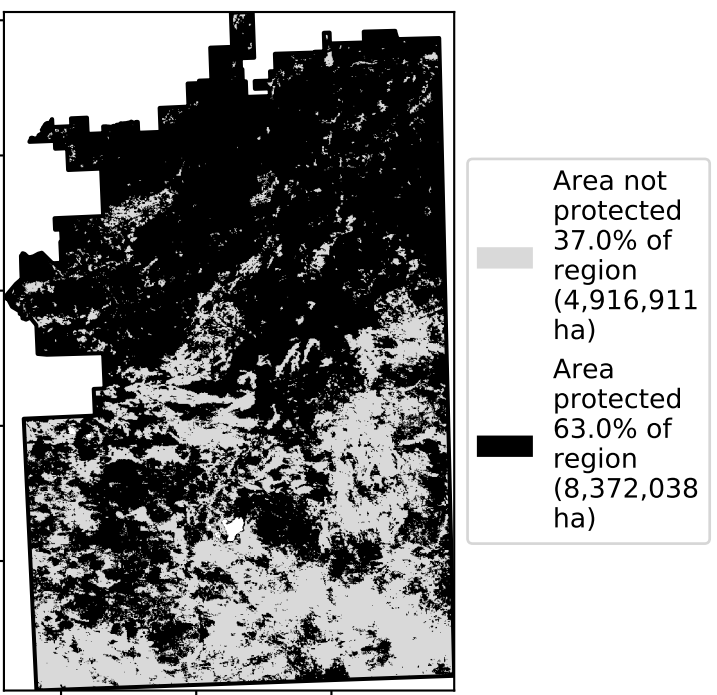 Area not
protected
37.0% of
region
(4,916,911
ha)
Area
protected
63.0% of
region
(8,372,038
ha)